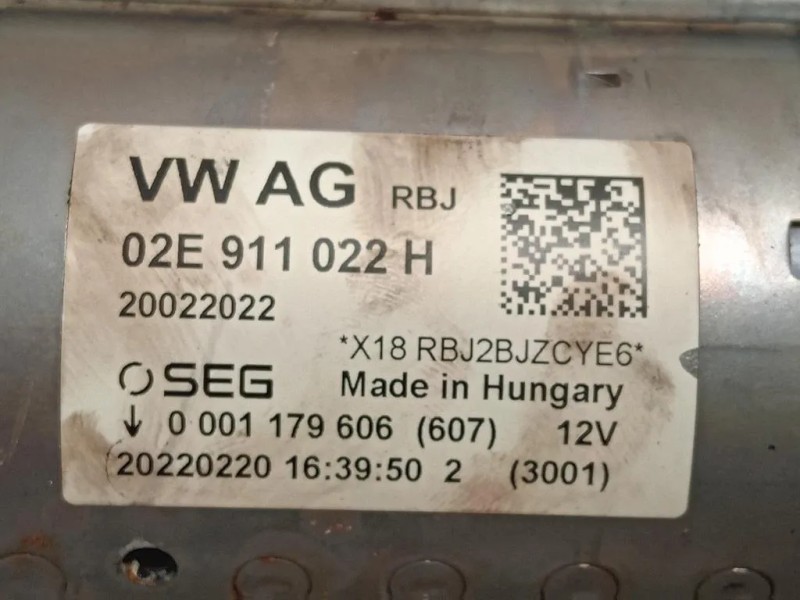 VW AG RBJ
02E 911 022 H
20022022
*X18 RBJ2BJZCYE6*
SEG Made in Hungary
↓ 0 001 179 606 (607) 12V
20220220 16:39:50 2 (3001)